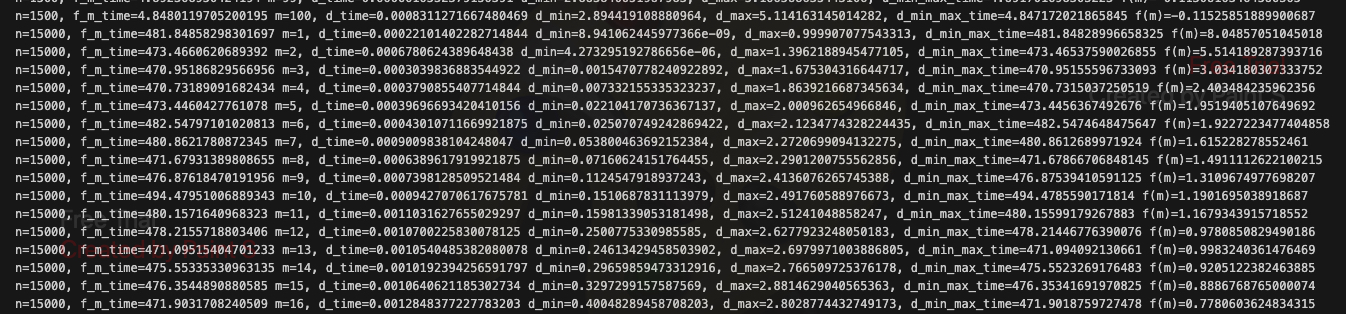 n=1500, f_m_time=4.8480119705200195 m=100, d_time=0.0008311271667480469 d_min=2.894419108880964, d_max=5.114163145014282, d_min_max_time=4.847172021865845 f(m)=-0.11525851889900687
n=15000, f_m_time=481.84858298301697 m=1, d_time=0.00022101402282714844 d_min=8.941062445977366e-09, d_max=0.999907077543313, d_min_max_time=481.84828996658325 f(m)=8.04857051045018
n=15000, f_m_time=473.4660620689392 m=2, d_time=0.0006780624389648438 d_min=4.273295192786656e-06, d_max=1.3962188945477105, d_min_max_time=473.46537590026855 f(m)=5.514189287393716
n=15000, f_m_time=470.95186829566956 m=3, d_time=0.0003039836883544922 d_min=0.0015470778240922892, d_max=1.675304316644717, d_min_max_time=470.95155596733093 f(m)=3.034180307333752
n=15000, f_m_time=470.73189091682434 m=4, d_time=0.0003790855407714844 d_min=0.007332155335323237, d_max=1.8639216687345634, d_min_max_time=470.7315072959 f(m)=2.405284235562356
n=15000, f_m_time=473.4460427761078 m=5, d_time=0.00039696693420410156 d_min=0.022104170736367137, d_max=2.000962654966846, d_min_max_time=473.4456367492676 f(m)=1.9519405107649692
n=15000, f_m_time=482.54797101020813 m=6, d_time=0.00043010711669921875 d_min=0.025070749242869422, d_max=2.1234774328224435, d_min_max_time=482.5474648475647 f(m)=1.9227223477404858
n=15000, f_m_time=480.8621780872345 m=7, d_time=0.0009009838104248047 d_min=0.053800463692152384, d_max=2.2720699094132275, d_min_max_time=480.8612689971924 f(m)=1.615228278552461
n=15000, f_m_time=471.67931389808655 m=8, d_time=0.0006389617919921875 d_min=0.07160624151764455, d_max=2.2901200755562856, d_min_max_time=471.67866706848145 f(m)=1.4911112622100215
n=15000, f_m_time=476.87618470191956 m=9, d_time=0.0007398128509521484 d_min=0.1124547918937243, d_max=2.4136076265745388, d_min_max_time=476.87539410591125 f(m)=1.3109674977698207
n=15000, f_m_time=494.47951006889343 m=10, d_time=0.0009427070617675781 d_min=0.1510687831113979, d_max=2.491760588976673, d_min_max_time=494.4785590171814 f(m)=1.1901695038918687
n=15000, f_m_time=480.1571640968323 m=11, d_time=0.0011031627655029297 d_min=0.15981339053181498, d_max=2.51241048858247, d_min_max_time=480.15599179267883 f(m)=1.1679343915718552
n=15000, f_m_time=478.2155718803406 m=12, d_time=0.0010700225830078125 d_min=0.2500775330985585, d_max=2.6277923248050183, d_min_max_time=478.21446776390076 f(m)=0.9780850829490186
m=13, d_time=0.0010540485382080078 d_min=0.24613429458503902, d_max=2.6979971003886805, d_min_max_time=471.094092130661 f(m)=0.9983240361476469
n=15000, f_m_time=475.55335330963135 m=14, d_time=0.0010192394256591797 d_min=0.29659859473312916, d_max=2.766509725376178, d_min_max_time=475.5523269176483 f(m)=0.9205122382463885
n=15000, f_m_time=476.3544890880585 m=15, d_time=0.0010640621185302734 d_min=0.3297299157587569, d_max=2.8814629040565363, d_min_max_time=476.35341691970825 f(m)=0.8886768765000074
n=15000, f_m_time=471.9031708240509 m=16, d_time=0.0012848377227783203 d_min=0.40048289458708203, d_max=2.8028774432749173, d_min_max_time=471.9018759727478 f(m)=0.7780603624834315